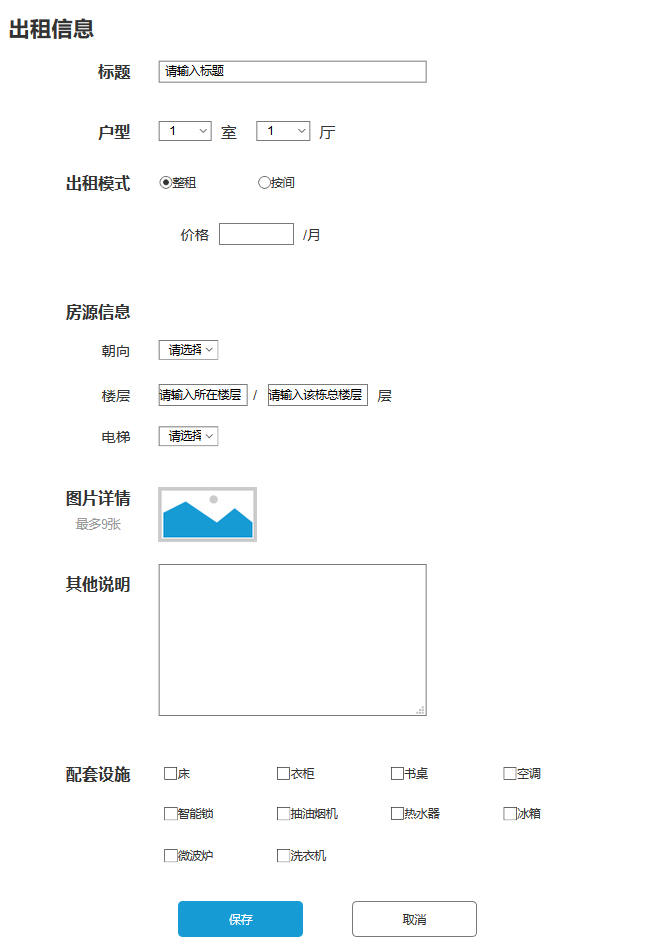 出租信息
标题 请输入标题
户型 1 室 1 厅
出租模式 整租 按间
价格 /月
房源信息
朝向 请选择
楼层 请输入所在楼层 / 请输入该栋总楼层 层
电梯 请选择
图片详情
最多9张
其他说明
配套设施 床 衣柜 书桌 空调
智能锁 抽油烟机 热水器 冰箱
微波炉 洗衣机
保存 取消